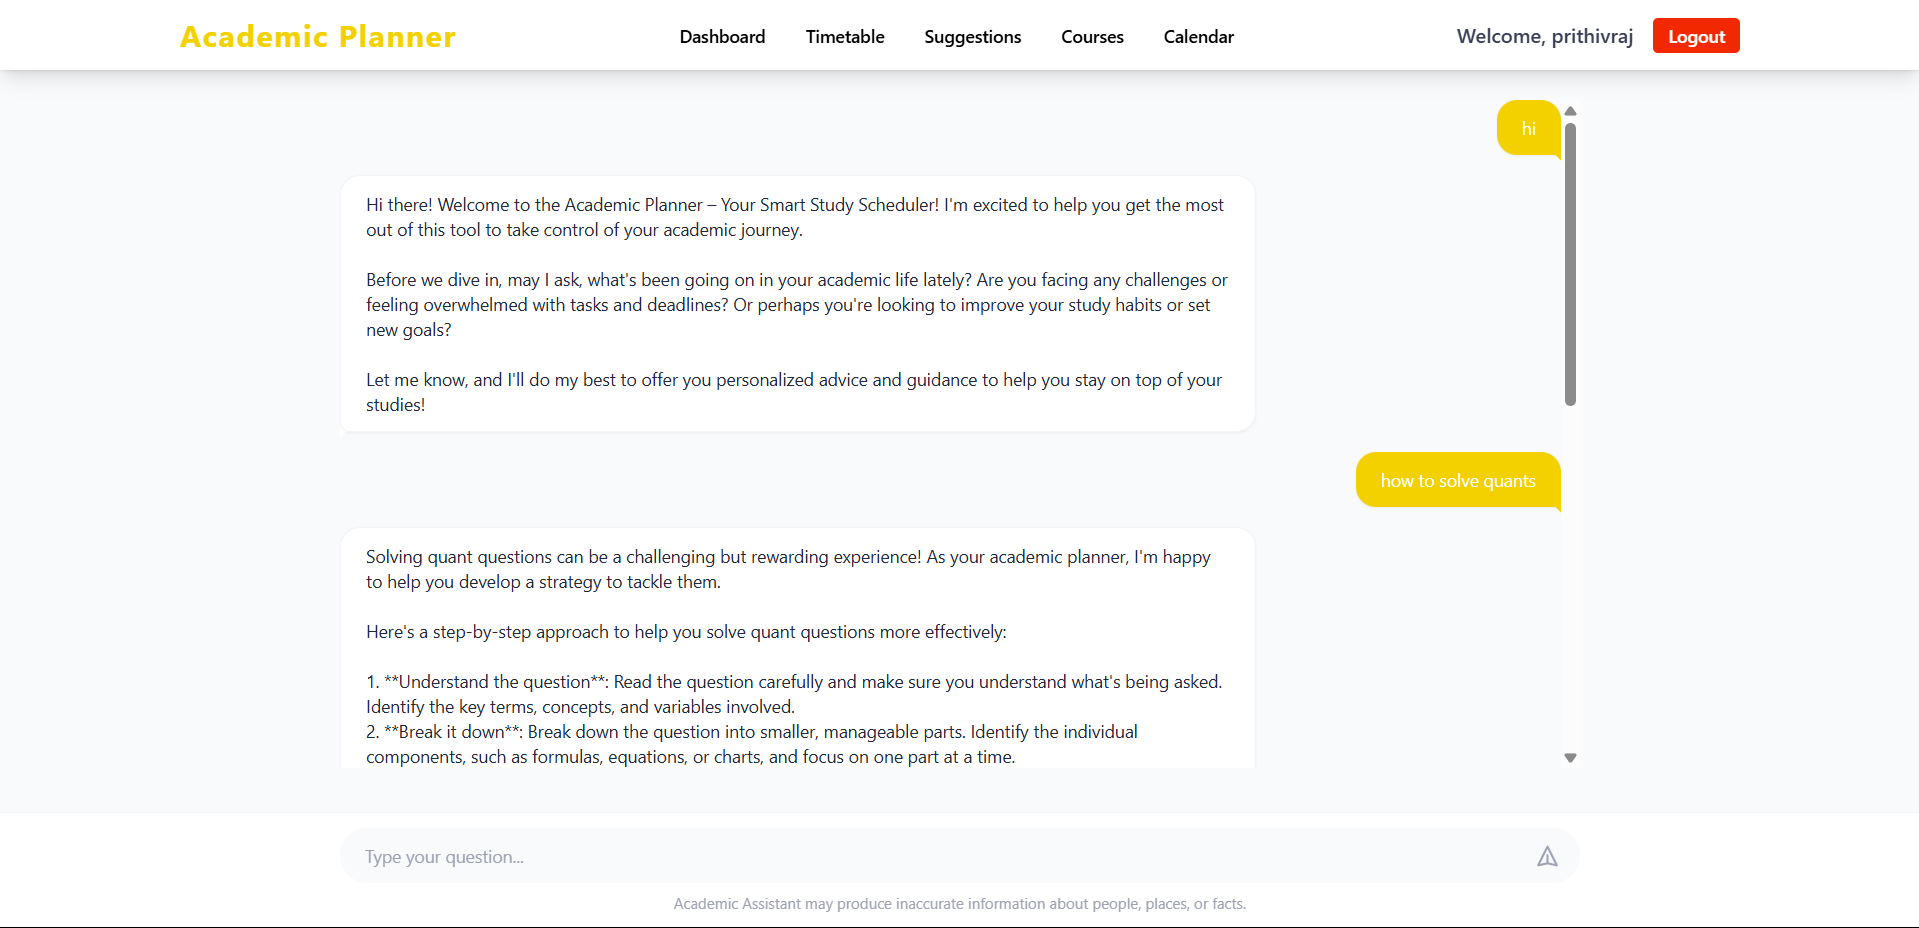 Academic Planner
Dashboard
Timetable
Suggestions
Courses
Calendar
Welcome, prithivraj
Logout
hi
Hi there! Welcome to the Academic Planner – Your Smart Study Scheduler! I'm excited to help you get the most
out of this tool to take control of your academic journey.
Before we dive in, may I ask, what's been going on in your academic life lately? Are you facing any challenges or
feeling overwhelmed with tasks and deadlines? Or perhaps you're looking to improve your study habits or set
new goals?
Let me know, and I'll do my best to offer you personalized advice and guidance to help you stay on top of your
studies!
how to solve quants
Solving quant questions can be a challenging but rewarding experience! As your academic planner, I'm happy
to help you develop a strategy to tackle them.
Here's a step-by-step approach to help you solve quant questions more effectively:
1. **Understand the question**: Read the question carefully and make sure you understand what's being asked.
Identify the key terms, concepts, and variables involved.
2. **Break it down**: Break down the question into smaller, manageable parts. Identify the individual
components, such as formulas, equations, or charts, and focus on one part at a time.
Type your question...
Academic Assistant may produce inaccurate information about people, places, or facts.